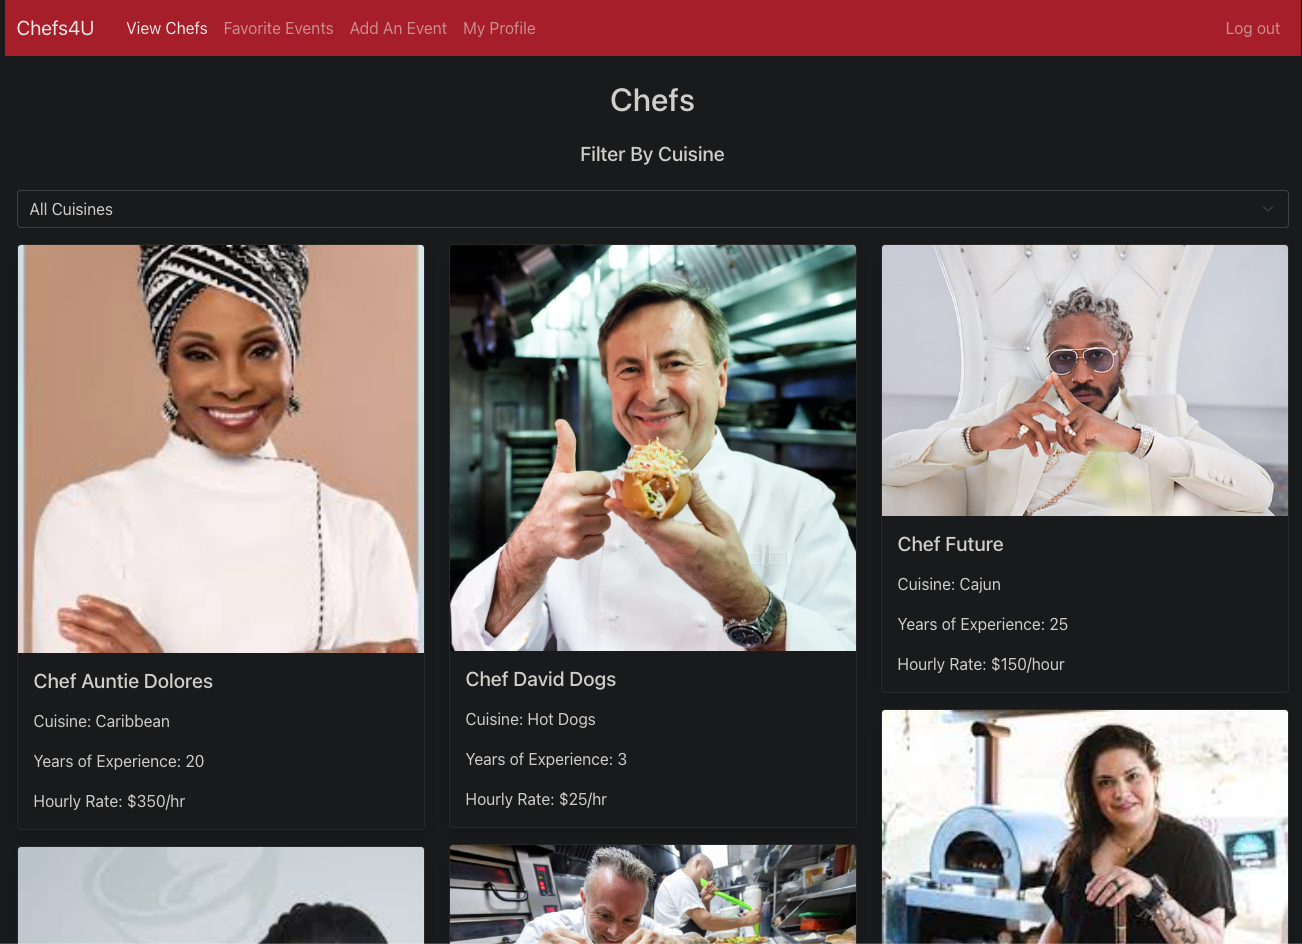 Chefs4U View Chefs Favorite Events Add An Event My Profile Log out
Chefs
Filter By Cuisine
All Cuisines
Chef Auntie Dolores
Cuisine: Caribbean
Years of Experience: 20
Hourly Rate: $350/hr
Chef David Dogs
Cuisine: Hot Dogs
Years of Experience: 3
Hourly Rate: $25/hr
Chef Future
Cuisine: Cajun
Years of Experience: 25
Hourly Rate: $150/hour